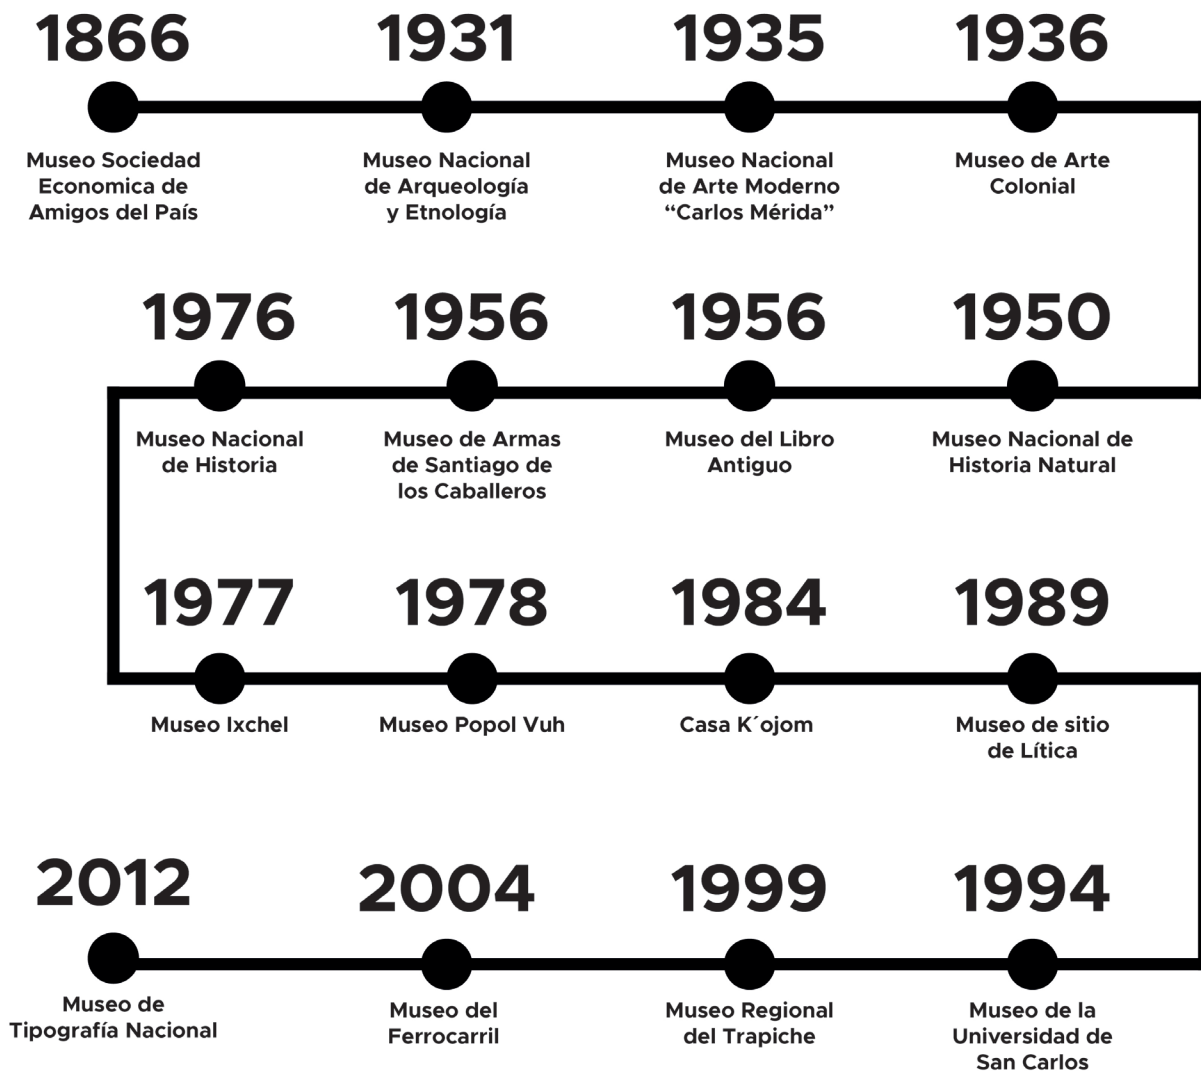 1866
Museo Sociedad
Economica de
Amigos del País
1931
Museo Nacional
de Arqueología
y Etnología
1935
Museo Nacional
de Arte Moderno
“Carlos Mérida”
1936
Museo de Arte
Colonial
1950
Museo Nacional de
Historia Natural
1956
Museo del Libro
Antiguo
1956
Museo de Armas
de Santiago de
los Caballeros
1976
Museo Nacional
de Historia
1977
Museo Ixchel
1978
Museo Popol Vuh
1984
Casa K´ojom
1989
Museo de sitio
de Lítica
1994
Museo de la
Universidad de
San Carlos
1999
Museo Regional
del Trapiche
2004
Museo del
Ferrocarril
2012
Museo de
Tipografía Nacional